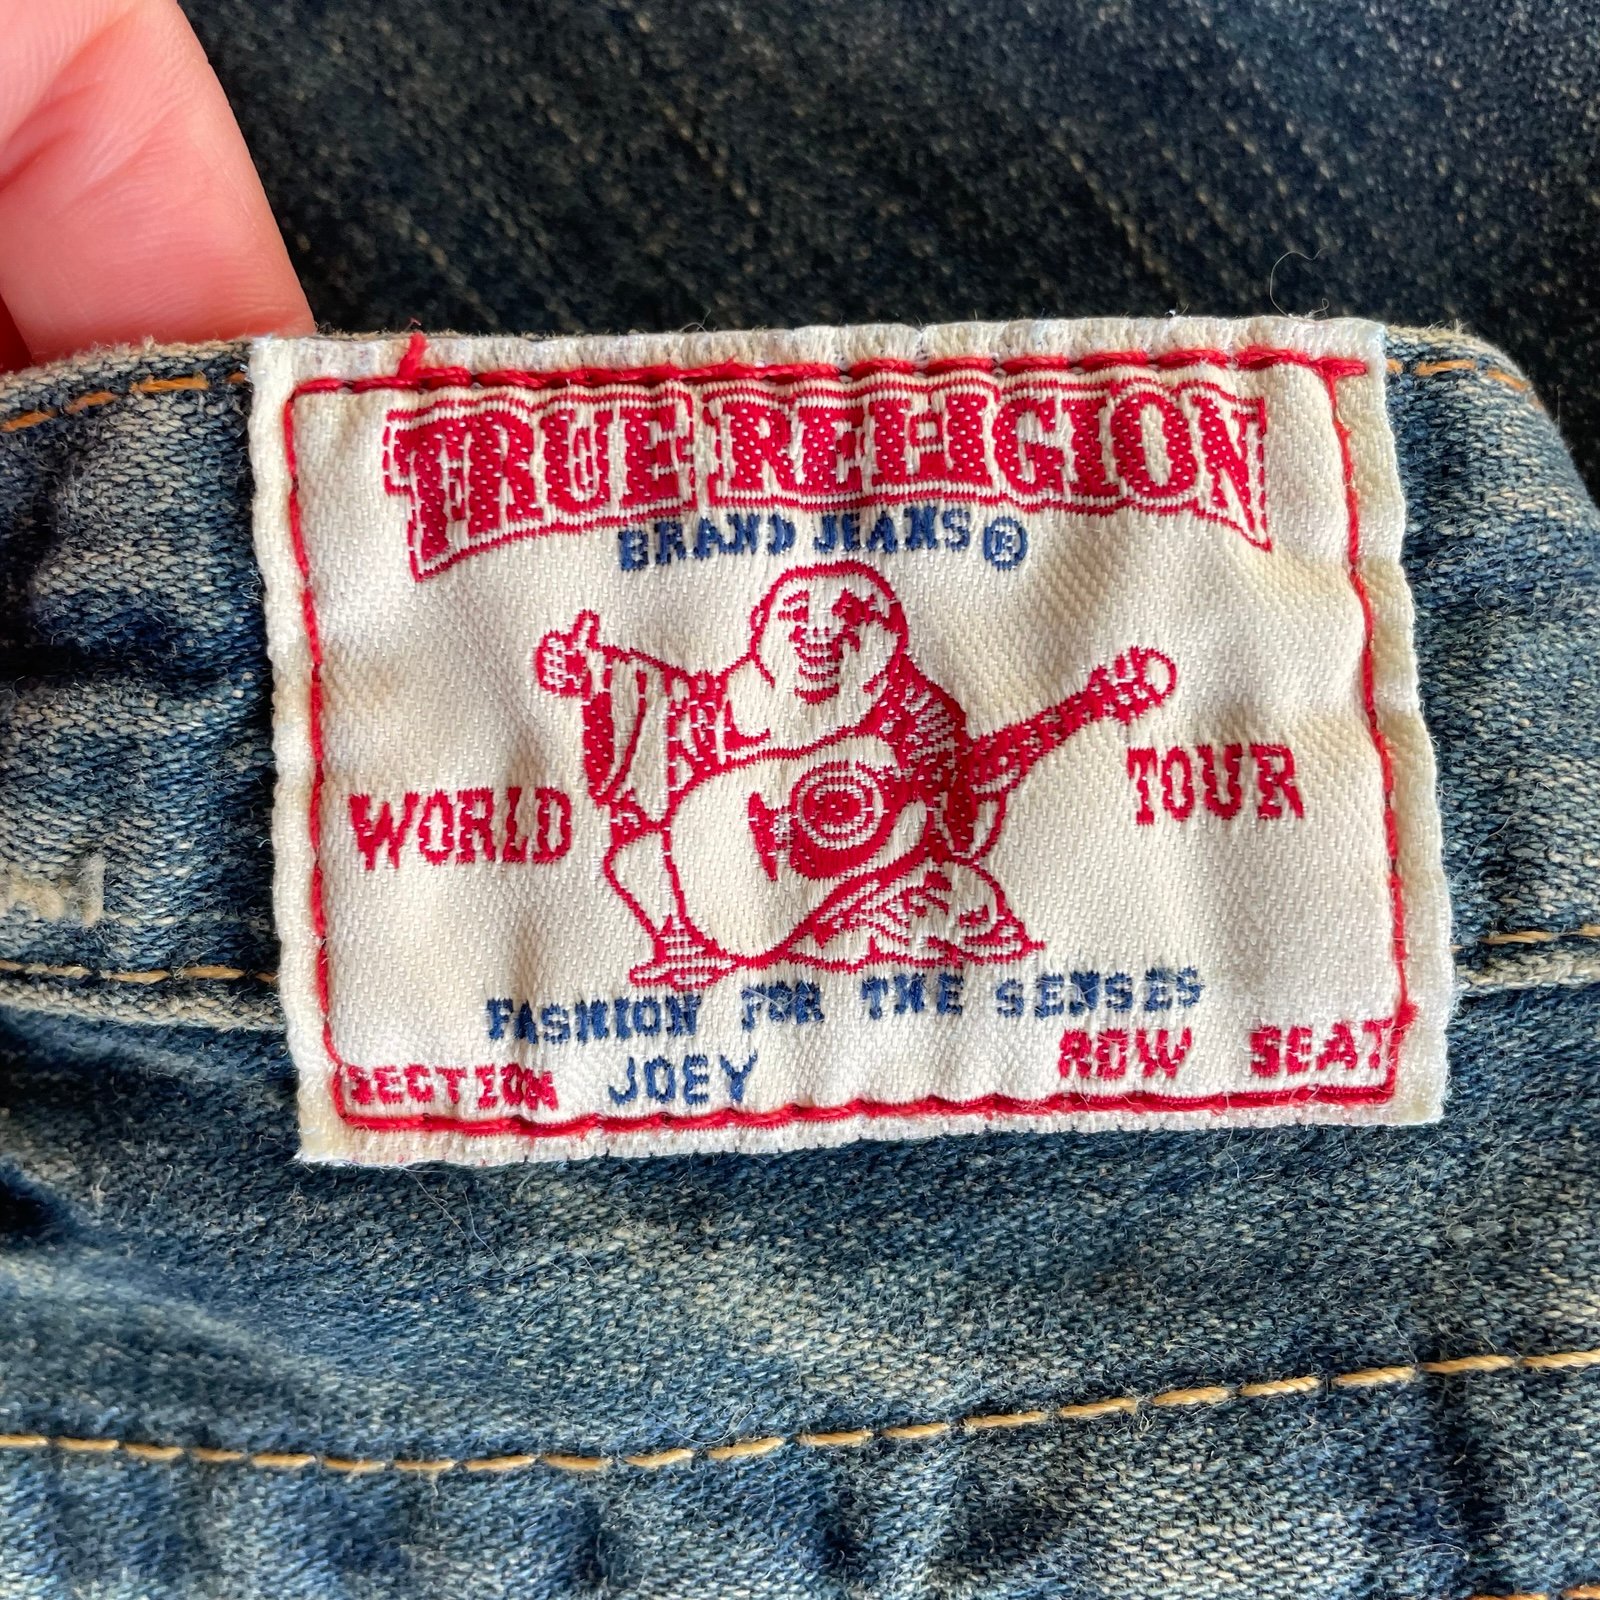 TRUE RELIGION
BRAND JEANS®
WORLD TOUR
FASHION FOR THE SENSES
SECTION JOEY ROW SEAT